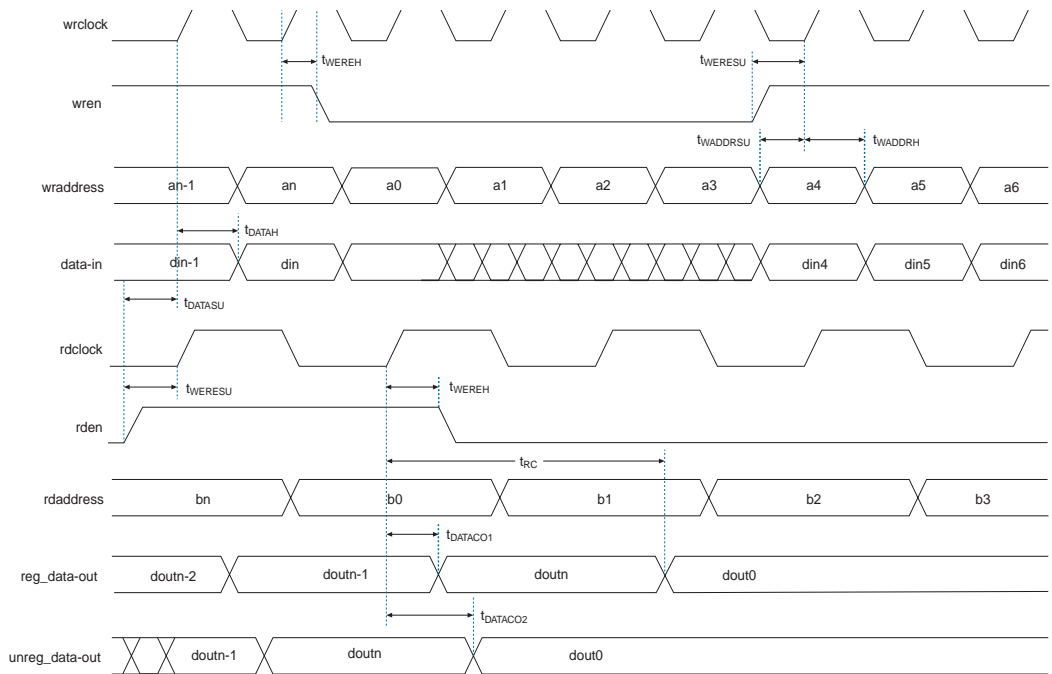 wrclock
tWEREH
tWERESU
wren
tWADDRSU
tWADDRH
wraddress an-1 an a0 a1 a2 a3 a4 a5 a6
tDATAH
data-in din-1 din din4 din5 din6
tDATASU
rdclock
tWERESU
tWEREH
rden
tRC
rdaddress bn b0 b1 b2 b3
tDATACO1
reg_data-out doutn-2 doutn-1 doutn dout0
tDATACO2
unreg_data-out doutn-1 doutn dout0